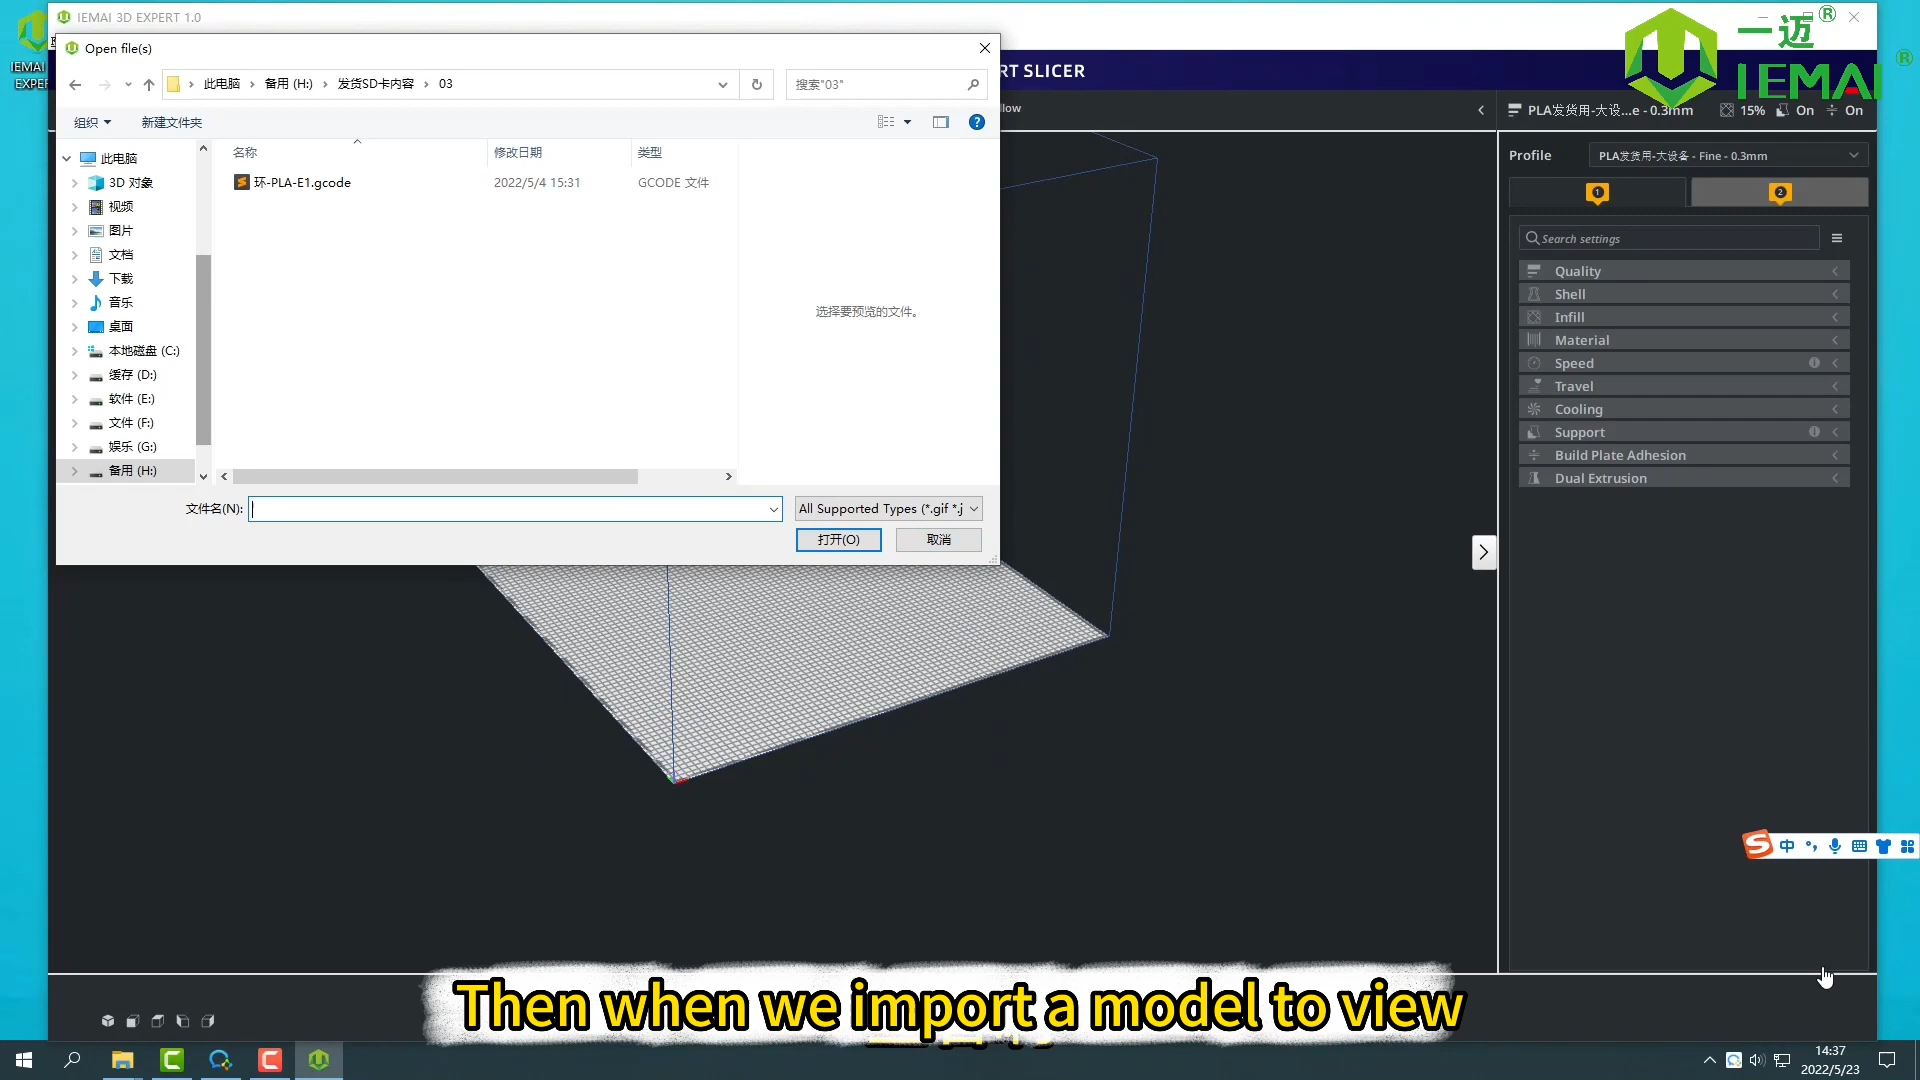 IEMAI 3D EXPERT 1.0
IEMAI
EXPER
一迈®
IEMAI®
Open file(s)
此电脑 › 备用 (H:) › 发货SD卡内容 › 03
搜索"03"
组织
新建文件夹
名称
修改日期
类型
环-PLA-E1.gcode
2022/5/4 15:31
GCODE 文件
此电脑
3D 对象
视频
图片
文档
下载
音乐
桌面
本地磁盘 (C:)
缓存 (D:)
软件 (E:)
文件 (F:)
娱乐 (G:)
备用 (H:)
选择要预览的文件。
文件名(N):
All Supported Types (*.gif *.j
打开(O)
取消
RT SLICER
llow
PLA发货用-大设...e - 0.3mm
15%
On
On
Profile
PLA发货用-大设备 - Fine - 0.3mm
1
2
Search settings
Quality
Shell
Infill
Material
Speed
Travel
Cooling
Support
Build Plate Adhesion
Dual Extrusion
中
Then when we import a model to view
14:37
2022/5/23